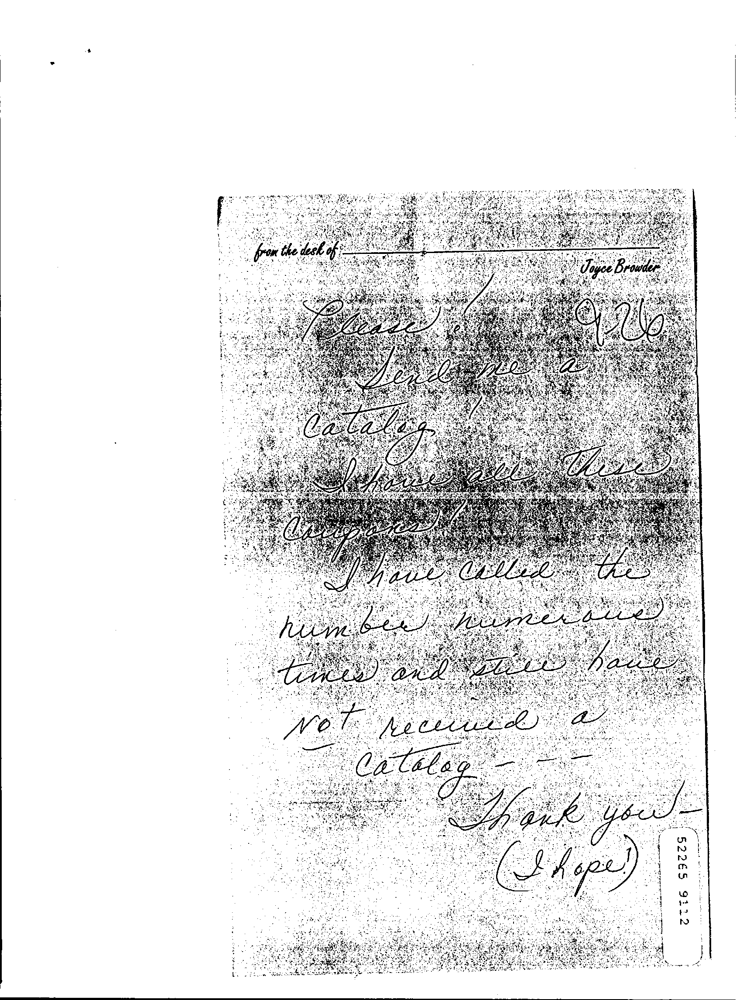 from the desk of
Joyce Browder
Please! 9-26
Send me a
catalog!
I have all these
coupons!
I have called the
number numerous
times and still have
Not received a
catalog - - -
Thank you -
(I hope!)
52265 9112